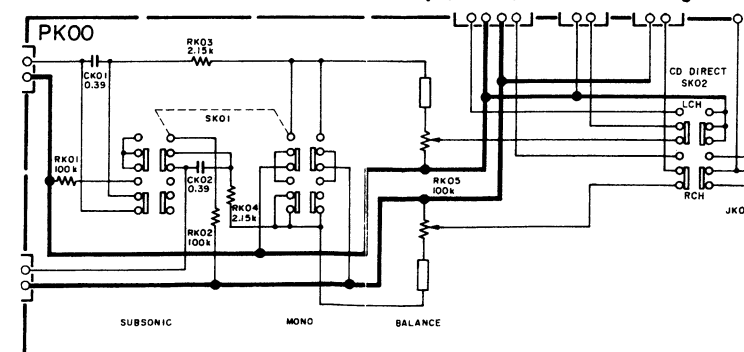 PK00
RK03
2.15k
CK01
0.39
CD DIRECT
SK02
LCH
SK01
RK01
100k
CK02
0.39
RK05
100k
RK04
2.15k
RCH
RK02
100k
JK0
SUBSONIC
MONO
BALANCE